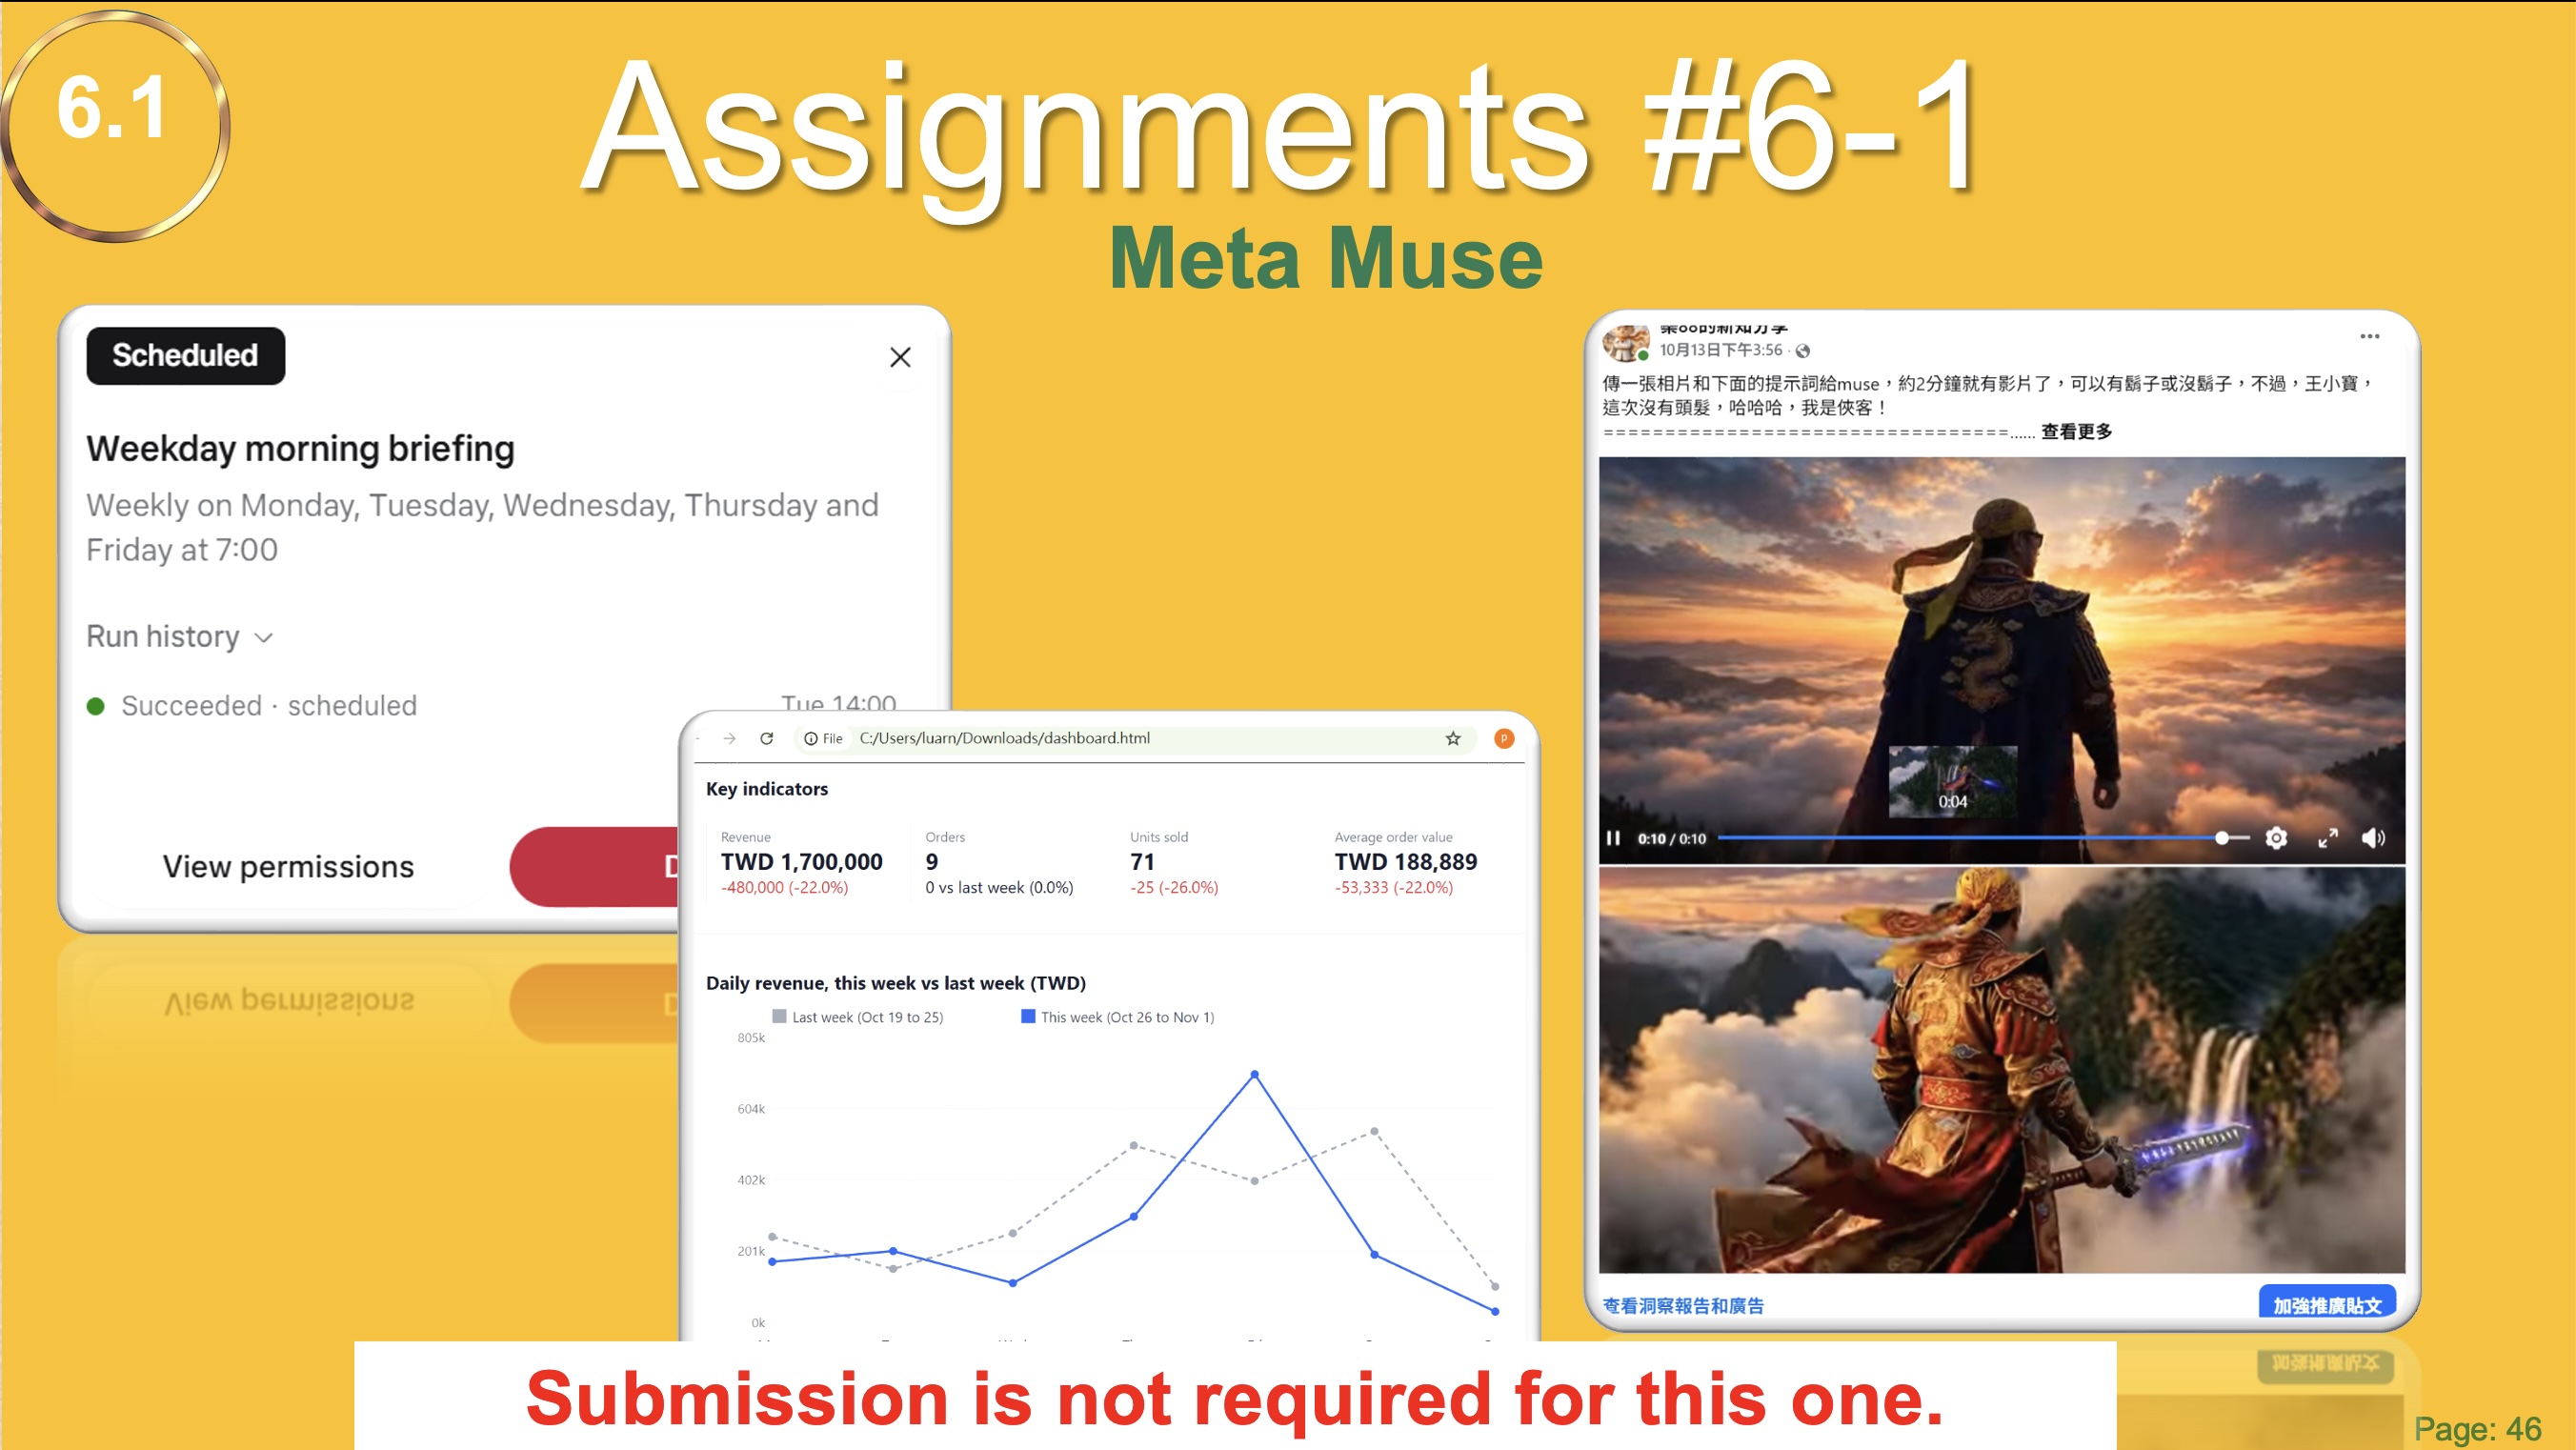 6.1
Assignments #6-1
Meta Muse
Scheduled
Weekday morning briefing
Weekly on Monday, Tuesday, Wednesday, Thursday and
Friday at 7:00
Run history
Succeeded · scheduled
Tue 14:00
View permissions
File C:/Users/luarn/Downloads/dashboard.html
P
Key indicators
Revenue
TWD 1,700,000
-480,000 (-22.0%)
Orders
9
0 vs last week (0.0%)
Units sold
71
-25 (-26.0%)
Average order value
TWD 188,889
-53,333 (-22.0%)
Daily revenue, this week vs last week (TWD)
Last week (Oct 19 to 25)
This week (Oct 26 to Nov 1)
805k
604k
402k
201k
0k
的新知分享
10月13日下午3:56 ·
傳一張相片和下面的提示詞給muse，約2分鐘就有影片了，可以有鬍子或沒鬍子，不過，王小寶，
這次沒有頭髮，哈哈哈，我是俠客！
=================================...... 查看更多
0:04
0:10 / 0:10
查看洞察報告和廣告
加強推廣貼文
Submission is not required for this one.
Page: 46